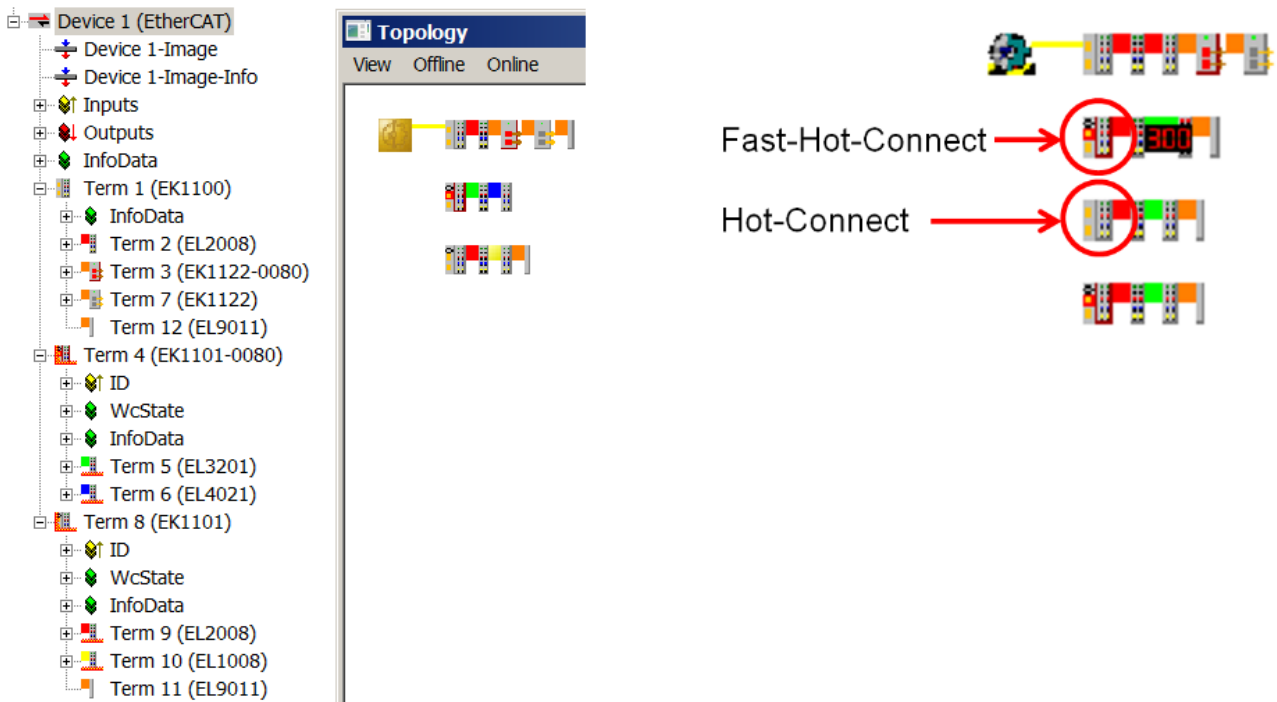 Device 1 (EtherCAT)
Device 1-Image
Device 1-Image-Info
Inputs
Outputs
InfoData
Term 1 (EK1100)
InfoData
Term 2 (EL2008)
Term 3 (EK1122-0080)
Term 7 (EK1122)
Term 12 (EL9011)
Term 4 (EK1101-0080)
ID
WcState
InfoData
Term 5 (EL3201)
Term 6 (EL4021)
Term 8 (EK1101)
ID
WcState
InfoData
Term 9 (EL2008)
Term 10 (EL1008)
Term 11 (EL9011)
Topology
View Offline Online
Fast-Hot-Connect
300
Hot-Connect